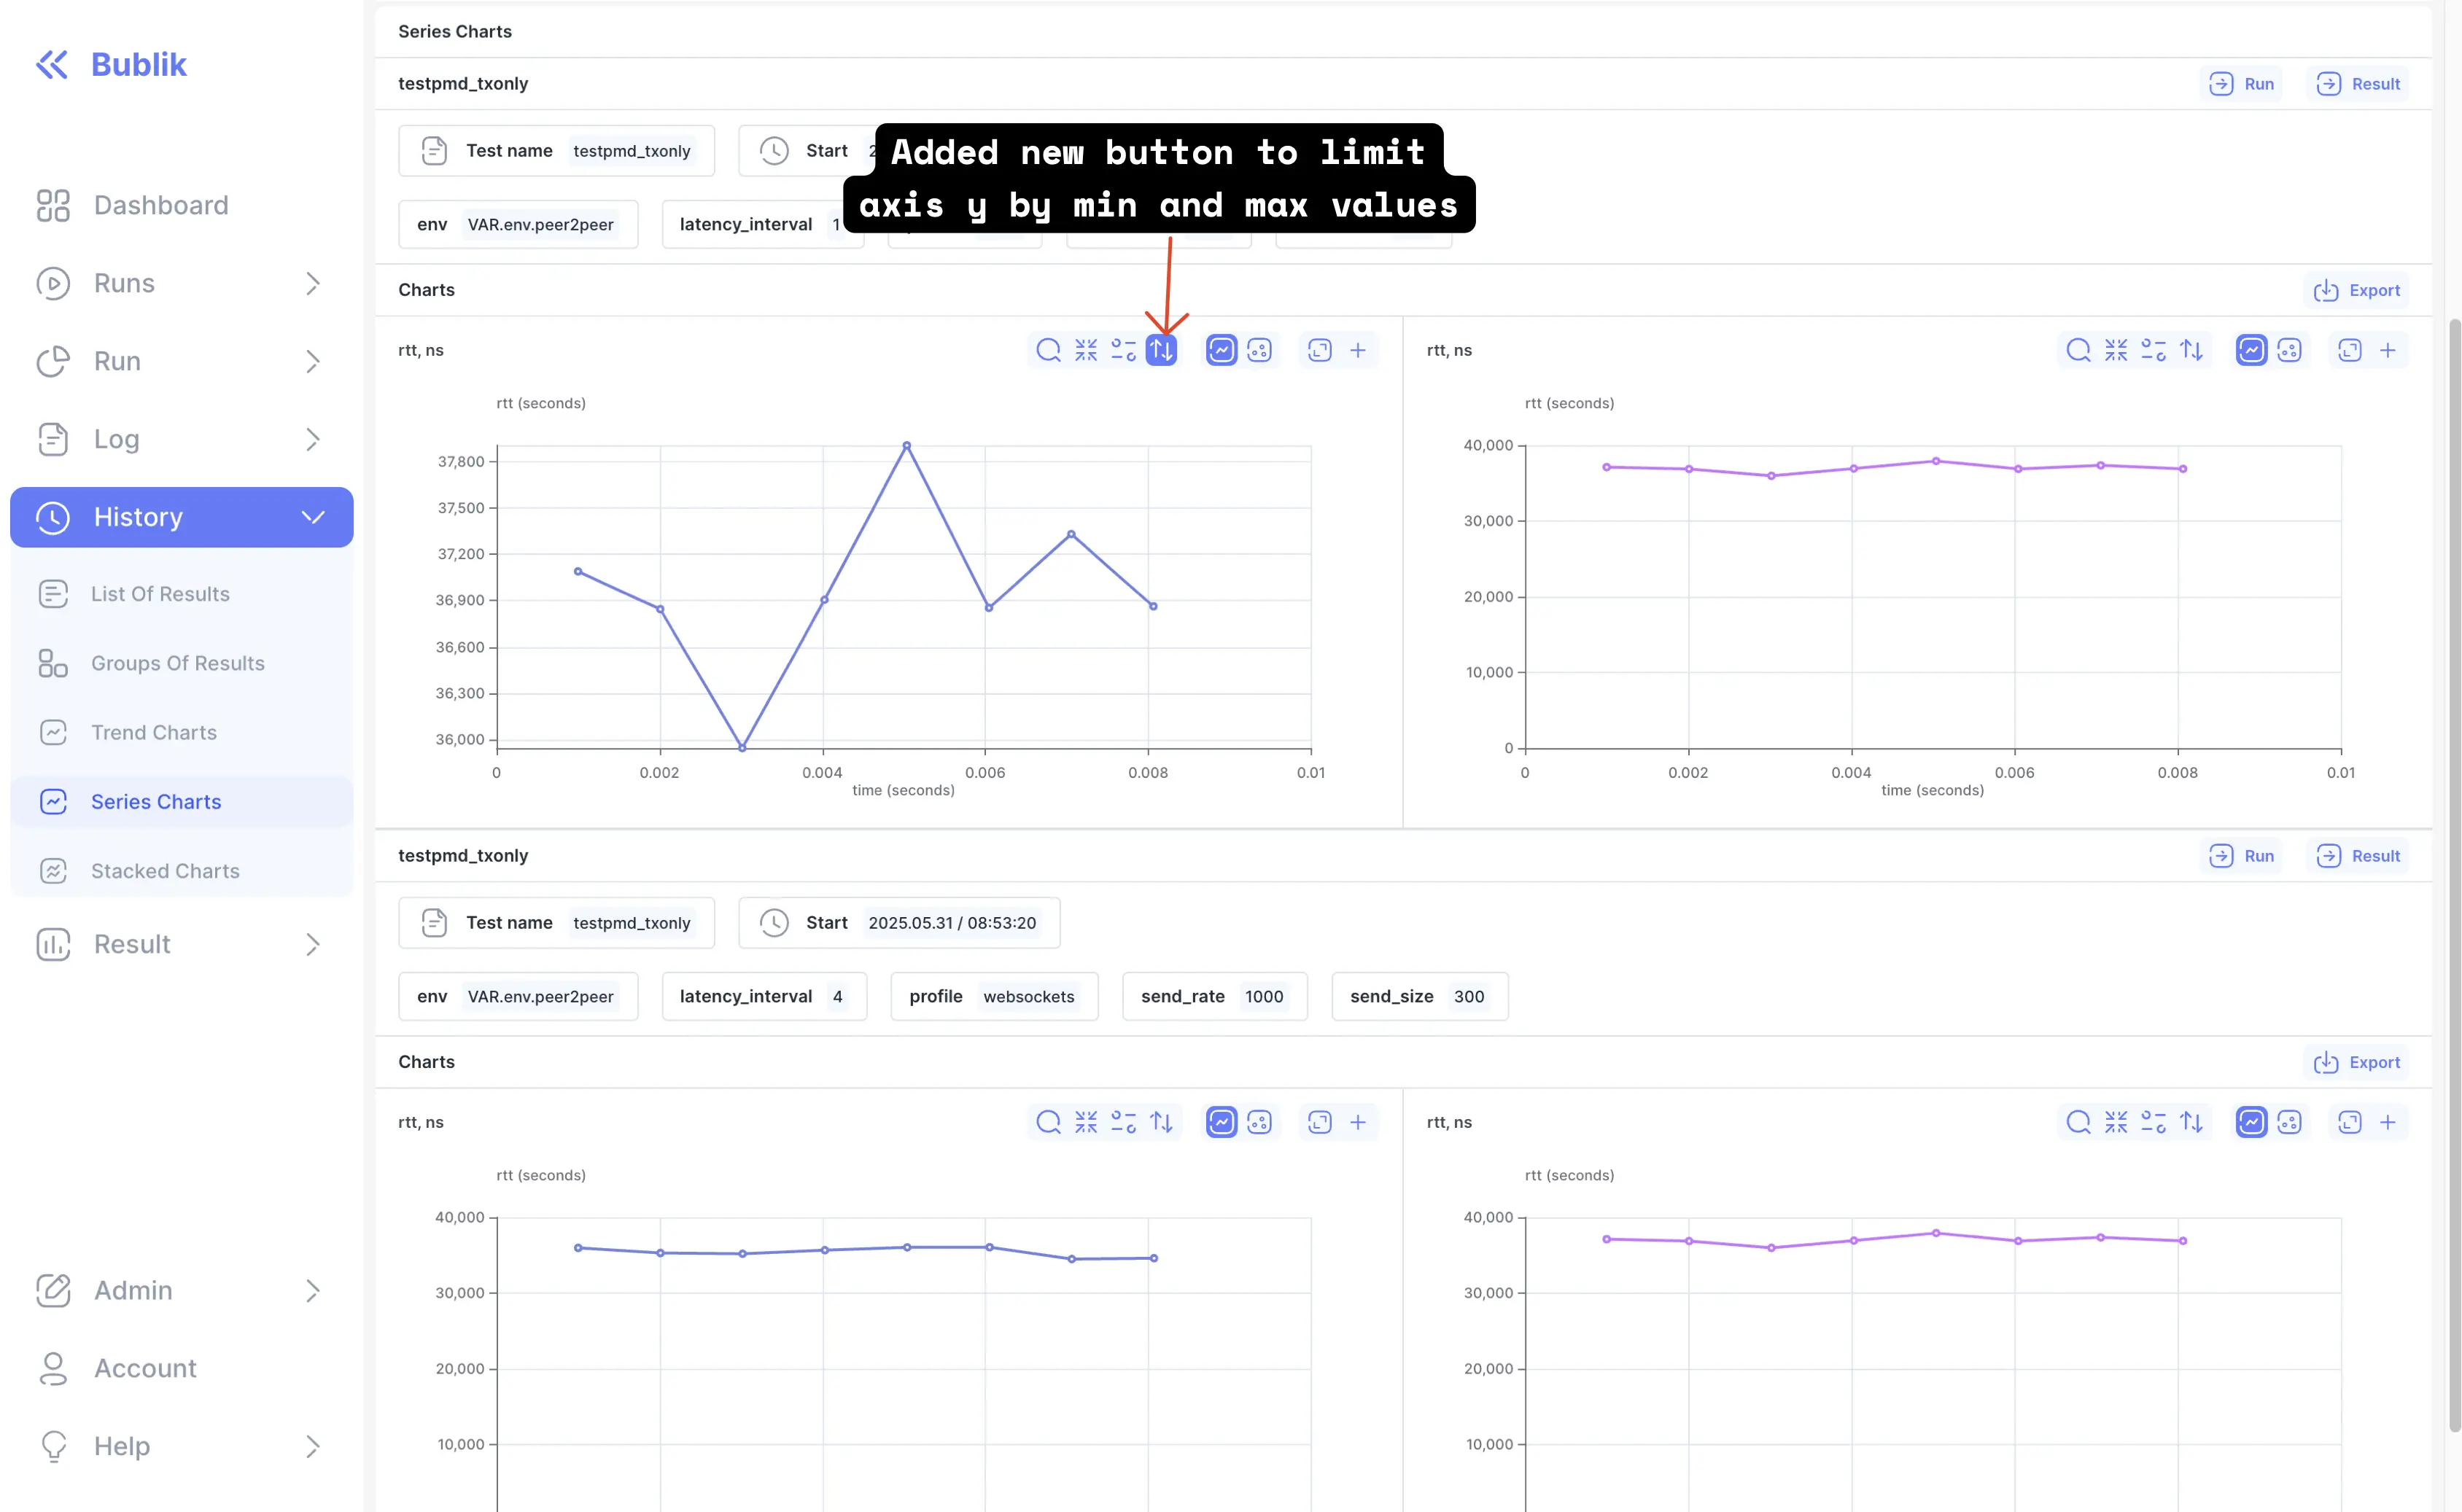 Bublik
Dashboard
Runs
Run
Log
History
List Of Results
Groups Of Results
Trend Charts
Series Charts
Stacked Charts
Result
Admin
Account
Help
Series Charts
testpmd_txonly
Run
Result
Test name testpmd_txonly
Start
Added new button to limit
axis y by min and max values
env VAR.env.peer2peer
latency_interval 1
Charts
Export
rtt, ns
rtt (seconds)
37,800
37,500
37,200
36,900
36,600
36,300
36,000
0 0.002 0.004 0.006 0.008 0.01
time (seconds)
rtt, ns
rtt (seconds)
40,000
30,000
20,000
10,000
0
0 0.002 0.004 0.006 0.008 0.01
time (seconds)
testpmd_txonly
Run
Result
Test name testpmd_txonly
Start 2025.05.31 / 08:53:20
env VAR.env.peer2peer
latency_interval 4
profile websockets
send_rate 1000
send_size 300
Charts
Export
rtt, ns
rtt (seconds)
40,000
30,000
20,000
10,000
rtt, ns
rtt (seconds)
40,000
30,000
20,000
10,000